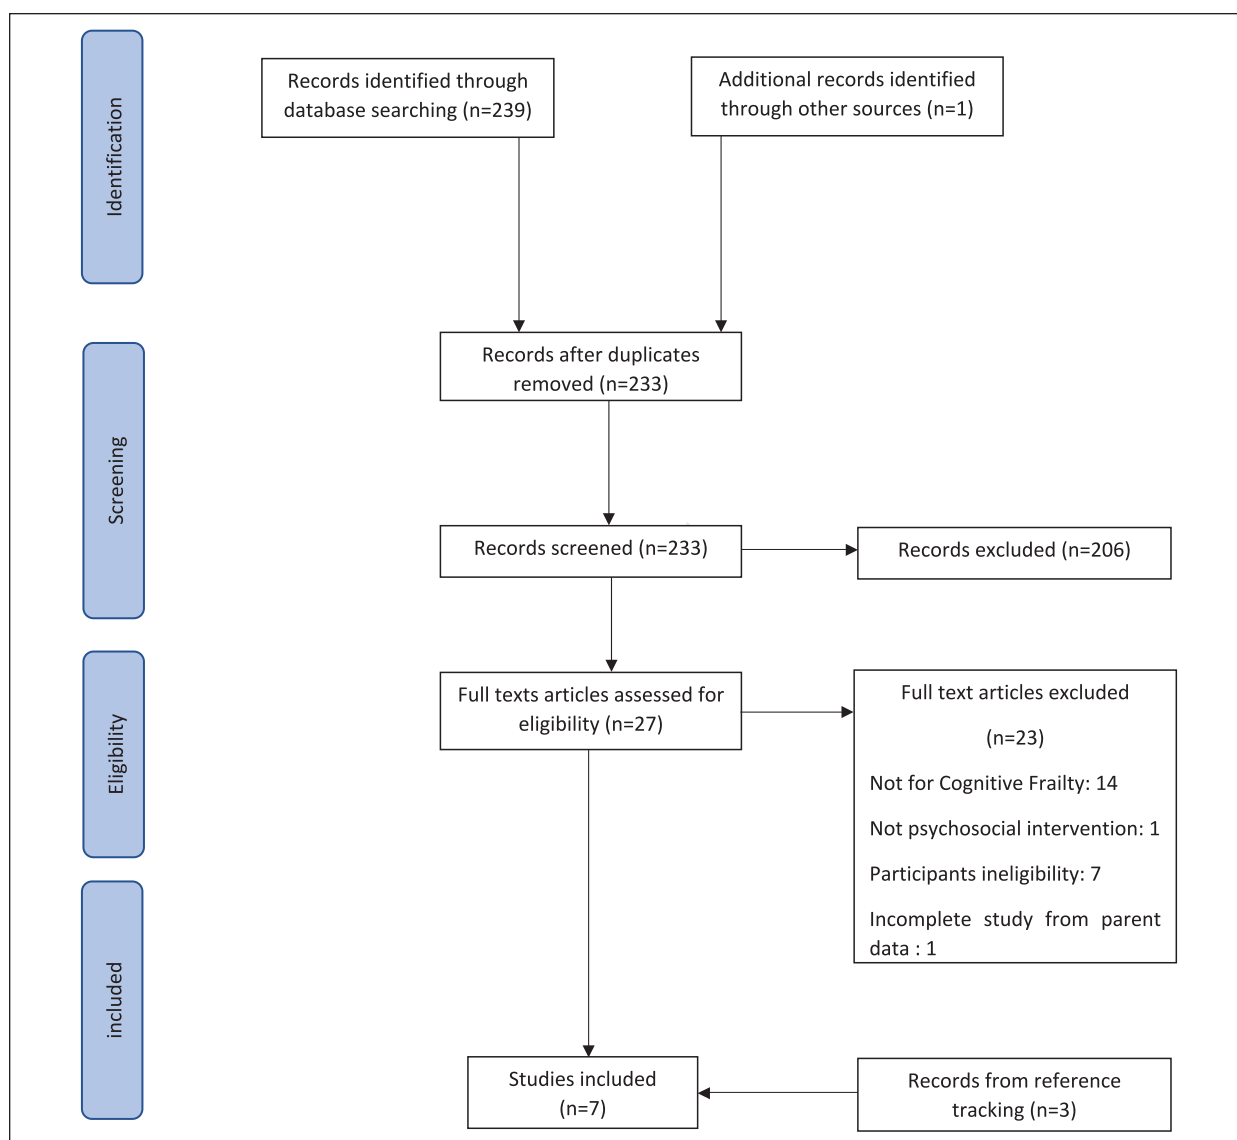 Identification
Records identified through
database searching (n=239)
Additional records identified
through other sources (n=1)
Screening
Records after duplicates
removed (n=233)
Records screened (n=233)
Records excluded (n=206)
Eligibility
Full texts articles assessed for
eligibility (n=27)
Full text articles excluded
(n=23)
Not for Cognitive Frailty: 14
Not psychosocial intervention: 1
Participants ineligibility: 7
Incomplete study from parent
data : 1
included
Studies included
(n=7)
Records from reference
tracking (n=3)